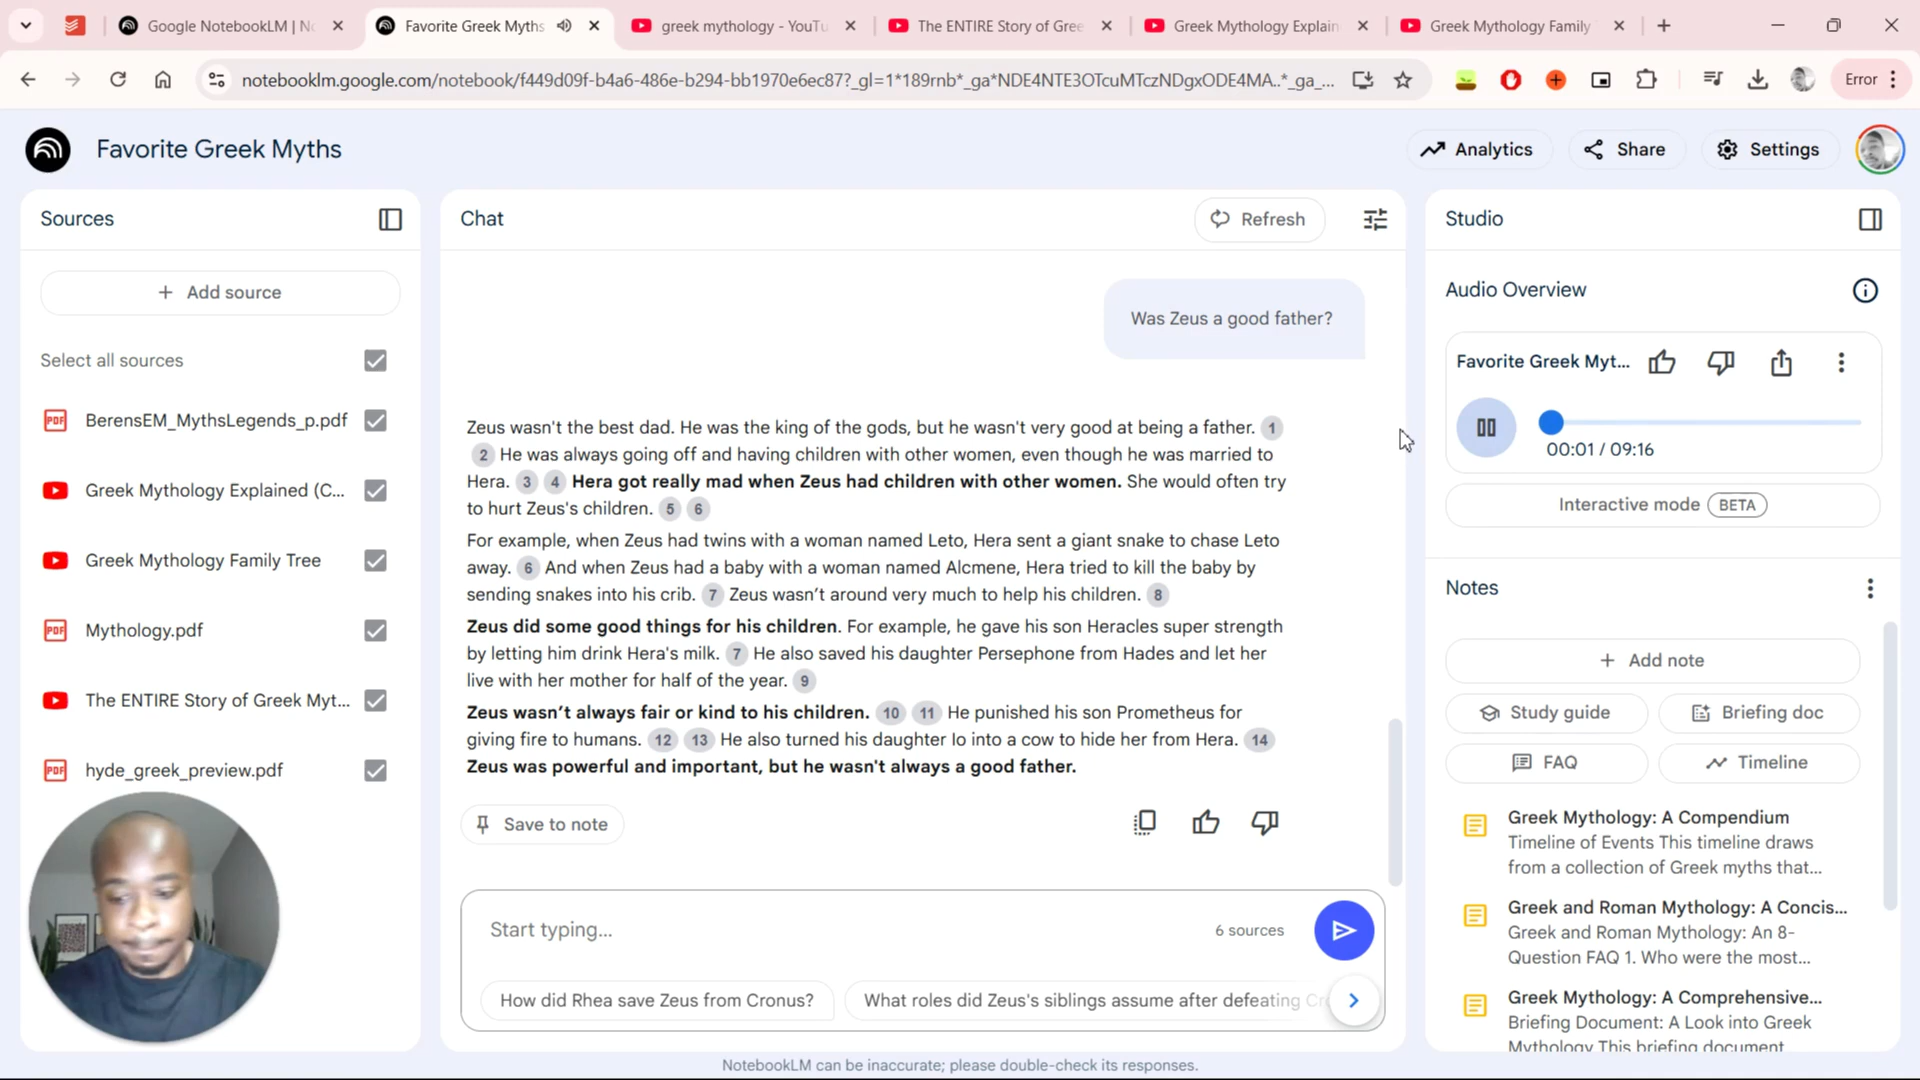 Google NotebookLM | No
Favorite Greek Myths
greek mythology - YouTu
The ENTIRE Story of Gree
Greek Mythology Explain
Greek Mythology Family
notebooklm.google.com/notebook/f449d09f-b4a6-486e-b294-bb1970e6ec87?_gl=1*189rnb*_ga*NDE4NTE3OTcuMTczNDgxODE4MA..*_ga_...
Error
Favorite Greek Myths
Analytics
Share
Settings
Sources
Add source
Select all sources
BerensEM_MythsLegends_p.pdf
Greek Mythology Explained (C...
Greek Mythology Family Tree
Mythology.pdf
The ENTIRE Story of Greek Myt...
hyde_greek_preview.pdf
Chat
Refresh
Was Zeus a good father?
Zeus wasn't the best dad. He was the king of the gods, but he wasn't very good at being a father. 1
2 He was always going off and having children with other women, even though he was married to
Hera. 3 4 Hera got really mad when Zeus had children with other women. She would often try
to hurt Zeus's children. 5 6
For example, when Zeus had twins with a woman named Leto, Hera sent a giant snake to chase Leto
away. 6 And when Zeus had a baby with a woman named Alcmene, Hera tried to kill the baby by
sending snakes into his crib. 7 Zeus wasn’t around very much to help his children. 8
Zeus did some good things for his children. For example, he gave his son Heracles super strength
by letting him drink Hera's milk. 7 He also saved his daughter Persephone from Hades and let her
live with her mother for half of the year. 9
Zeus wasn’t always fair or kind to his children. 10 11 He punished his son Prometheus for
giving fire to humans. 12 13 He also turned his daughter Io into a cow to hide her from Hera. 14
Zeus was powerful and important, but he wasn't always a good father.
Save to note
Start typing...
6 sources
How did Rhea save Zeus from Cronus?
What roles did Zeus's siblings assume after defeating Cr
NotebookLM can be inaccurate; please double-check its responses.
Studio
Audio Overview
Favorite Greek Myt...
00:01 / 09:16
Interactive mode BETA
Notes
Add note
Study guide
Briefing doc
FAQ
Timeline
Greek Mythology: A Compendium
Timeline of Events This timeline draws
from a collection of Greek myths that...
Greek and Roman Mythology: A Concis...
Greek and Roman Mythology: An 8-
Question FAQ 1. Who were the most...
Greek Mythology: A Comprehensive...
Briefing Document: A Look into Greek
Mythology This briefing document